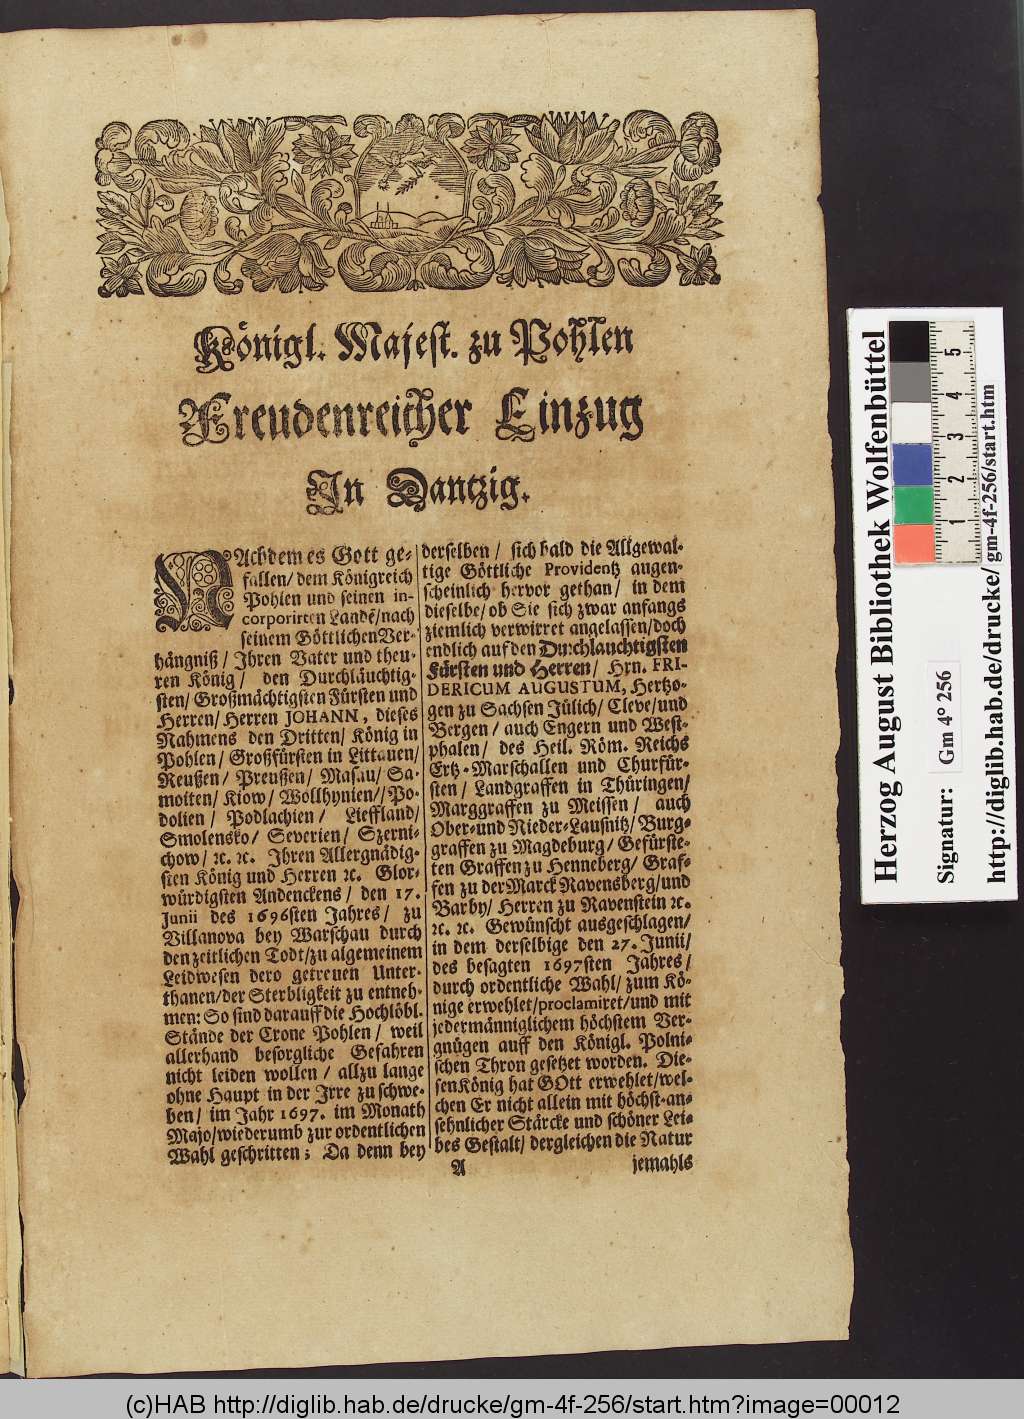 Königl. Majest. zu Pohlen
Freudenreicher Einzug
In Dantzig.
NAchdem es Gott ge-
fallen/ dem Königreich
Pohlen und seinen in-
corporirten Landē/nach
seinem Göttlichen Ver-
hängniß/ Ihren Vater und theu-
ren König/ den Durchläuchtig-
sten/ Großmächtigsten Fürsten und
Herren/ Herren JOHANN, dieses
Nahmens den Dritten/ König in
Pohlen/ Großfürsten in Littauen/
Reußen/ Preußen/ Masau/ Sa-
moiten/ Kiow/ Wollhynien// Po-
dolien/ Podlachien/ Lieffland/
Smolensko/ Severien/ Szerni-
chow/ ꝛc. ꝛc. Ihren Allergnädig-
sten König und Herren ꝛc. Glor-
würdigsten Andenckens/ den 17.
Junii des 1696sten Jahres/ zu
Villanova bey Warschau durch
den zeitlichen Todt/zu algemeinem
Leidwesen dero getreuen Unter-
thanen/der Sterbligkeit zu entneh-
men: So sind darauff die Hochlöbl.
Stände der Crone Pohlen/ weil
allerhand besorgliche Gefahren
nicht leiden wollen/ allzu lange
ohne Haupt in der Irre zu schwe-
ben/ im Jahr 1697. im Monath
Majo/wiederumb zur ordentlichen
Wahl geschritten; Da denn bey
derselben/ sich bald die Allgewal-
tige Göttliche Providentz augen-
scheinlich hervor gethan/ in dem
dieselbe/ ob Sie sich zwar anfangs
ziemlich verwirret angelassen/doch
endlich auf den Durchlauchtigsten
Fürsten und Herren/ Hrn. FRI-
DERICUM AUGUSTUM, Hertzo-
gen zu Sachsen Jülich/ Cleve/und
Bergen/ auch Engern und West-
phalen/ des Heil. Röm. Reichs
Ertz-Marschallen und Churfür-
sten/ Landgraffen in Thüringen/
Marggraffen zu Meissen/ auch
Ober-und Nieder-Lausnitz/ Burg-
graffen zu Magdeburg/ Gefürste-
ten Graffen zu Henneberg/ Graf-
fen zu der Marck Ravensberg/und
Barby/ Herren zu Ravenstein ꝛc.
ꝛc. ꝛc. Gewünscht ausgeschlagen/
in dem derselbige den 27. Junii/
des besagten 1697sten Jahres/
durch ordentliche Wahl/ zum Kö-
nige erwehlet/proclamiret/und mit
jedermänniglichem höchstem Ver-
gnügen auff den Königl. Polni-
schen Thron gesetzet worden. Die-
sen König hat GOtt erwehlet/wel-
chen Er nicht allein mit höchst-an-
sehnlicher Stärcke und schöner Lei-
bes Gestalt/ dergleichen die Natur
A jemahls
Herzog August Bibliothek Wolfenbüttel
Signatur: Gm 4° 256
http://diglib.hab.de/drucke/ gm-4f-256/start.htm
1 2 3 4 5
(c)HAB http://diglib.hab.de/drucke/gm-4f-256/start.htm?image=00012